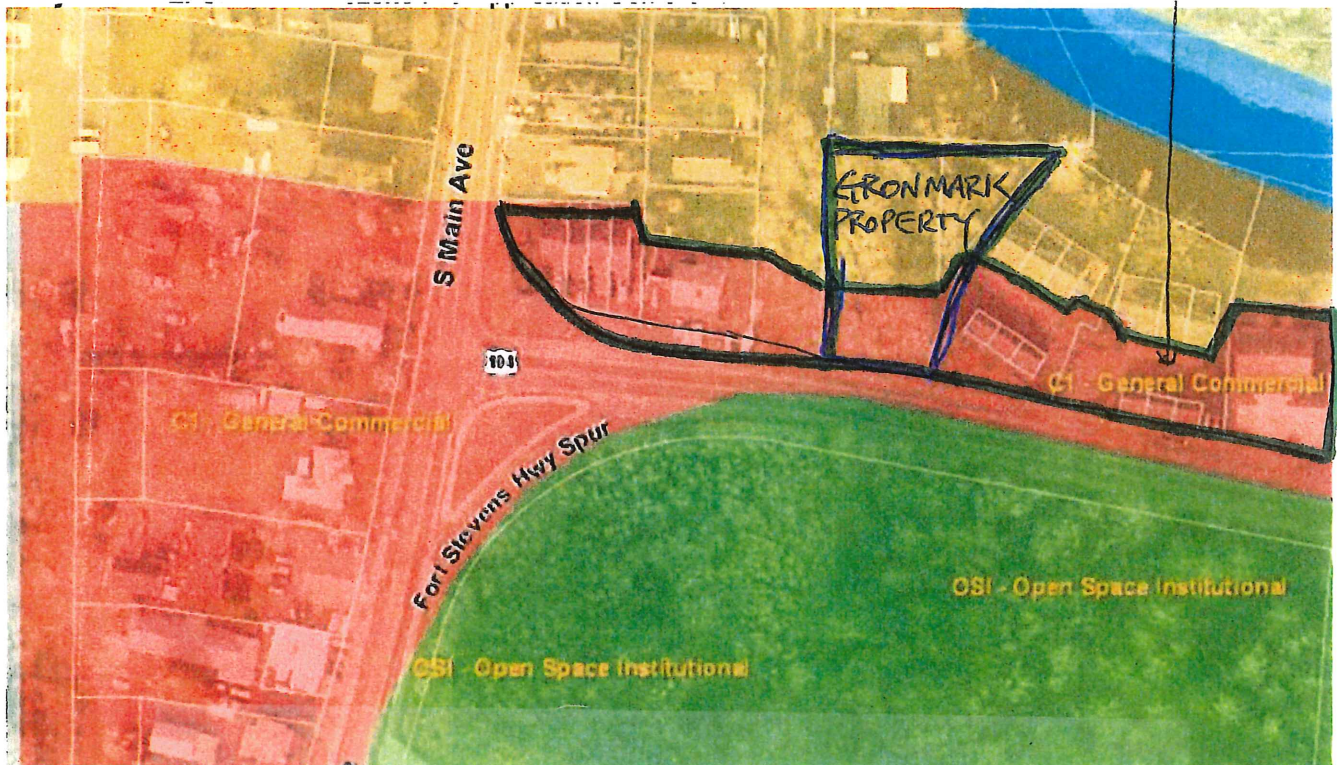 S Main Ave
GRONMARK
PROPERTY
104
C1 - General Commercial
C1 - General Commercial
Fort Stevens Hwy Spur
OSI - Open Space Institutional
OSI - Open Space Institutional